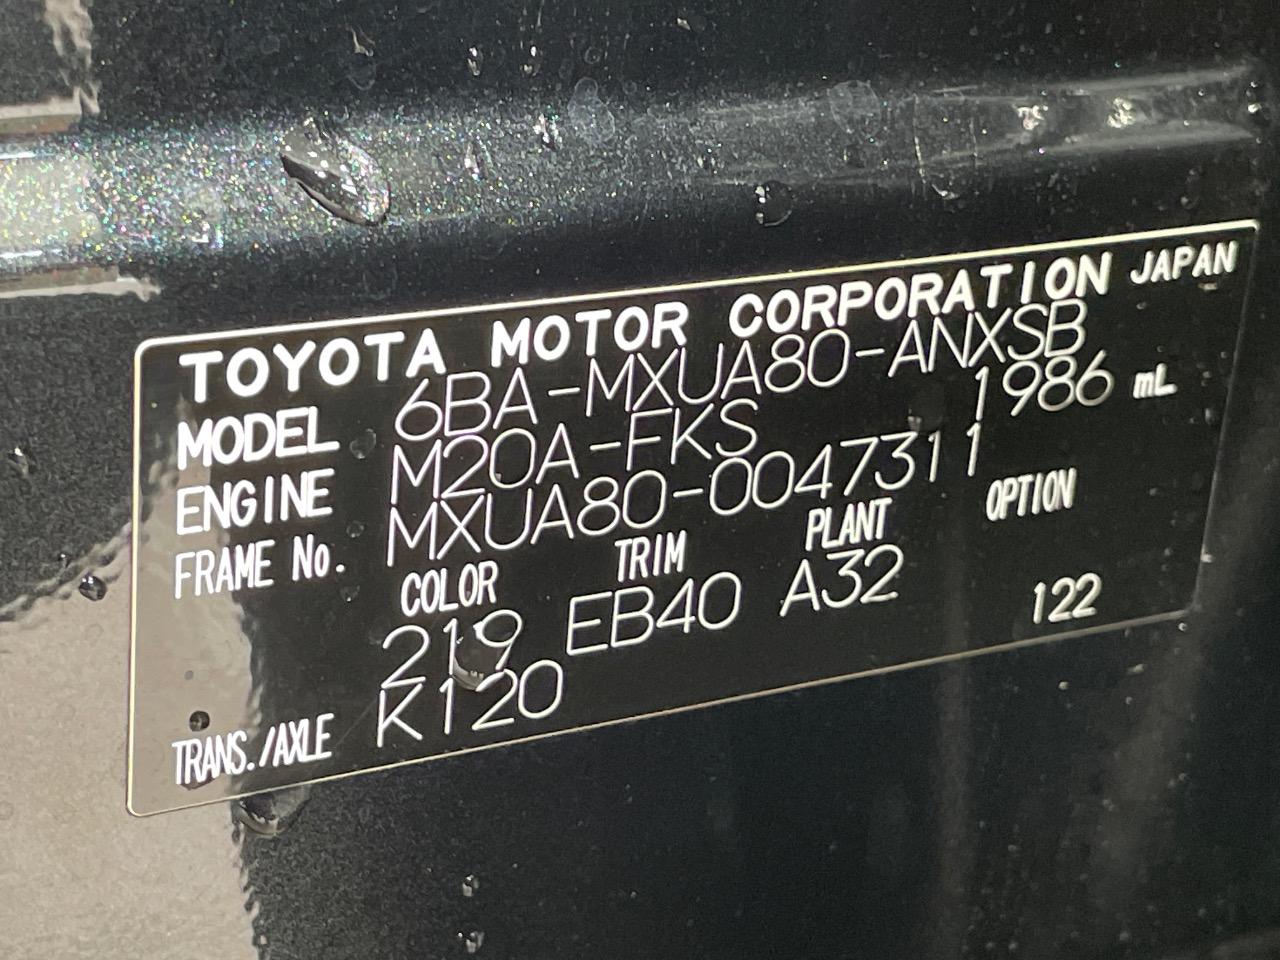 TOYOTA MOTOR CORPORATION JAPAN
MODEL 6BA-MXUA80-ANXSB
ENGINE M20A-FKS 1986 mL
FRAME No. MXUA80-0047311
COLOR TRIM PLANT OPTION
219 EB40 A32 122
TRANS./AXLE K120